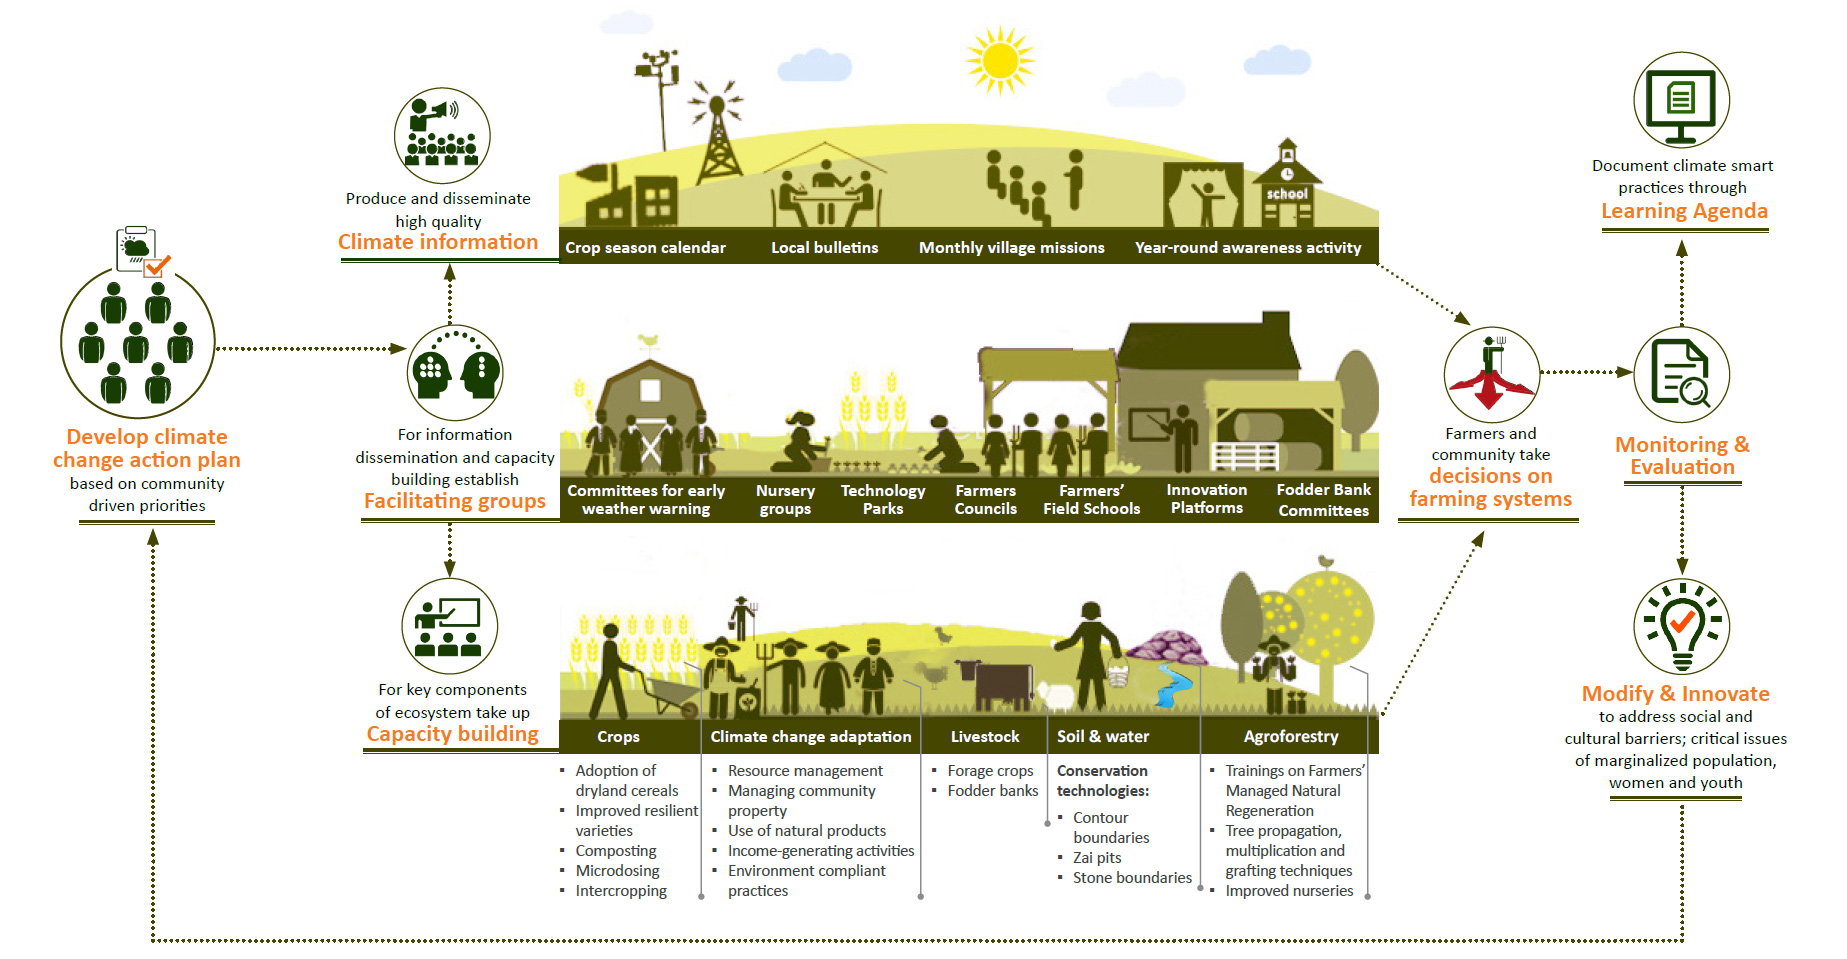 Develop climate
change action plan
based on community
driven priorities
Produce and disseminate
high quality
Climate information
For information
dissemination and capacity
building establish
Facilitating groups
For key components
of ecosystem take up
Capacity building
school
Crop season calendar
Local bulletins
Monthly village missions
Year-round awareness activity
Committees for early
weather warning
Nursery
groups
Technology
Parks
Farmers
Councils
Farmers’
Field Schools
Innovation
Platforms
Fodder Bank
Committees
Crops
▪ Adoption of
dryland cereals
▪ Improved resilient
varieties
▪ Composting
▪ Microdosing
▪ Intercropping
Climate change adaptation
▪ Resource management
▪ Managing community
property
▪ Use of natural products
▪ Income-generating activities
▪ Environment compliant
practices
Livestock
▪ Forage crops
▪ Fodder banks
Soil & water
Conservation
technologies:
▪ Contour
boundaries
▪ Zai pits
▪ Stone boundaries
Agroforestry
▪ Trainings on Farmers’
Managed Natural
Regeneration
▪ Tree propagation,
multiplication and
grafting techniques
▪ Improved nurseries
Farmers and
community take
decisions on
farming systems
Document climate smart
practices through
Learning Agenda
Monitoring &
Evaluation
Modify & Innovate
to address social and
cultural barriers; critical issues
of marginalized population,
women and youth